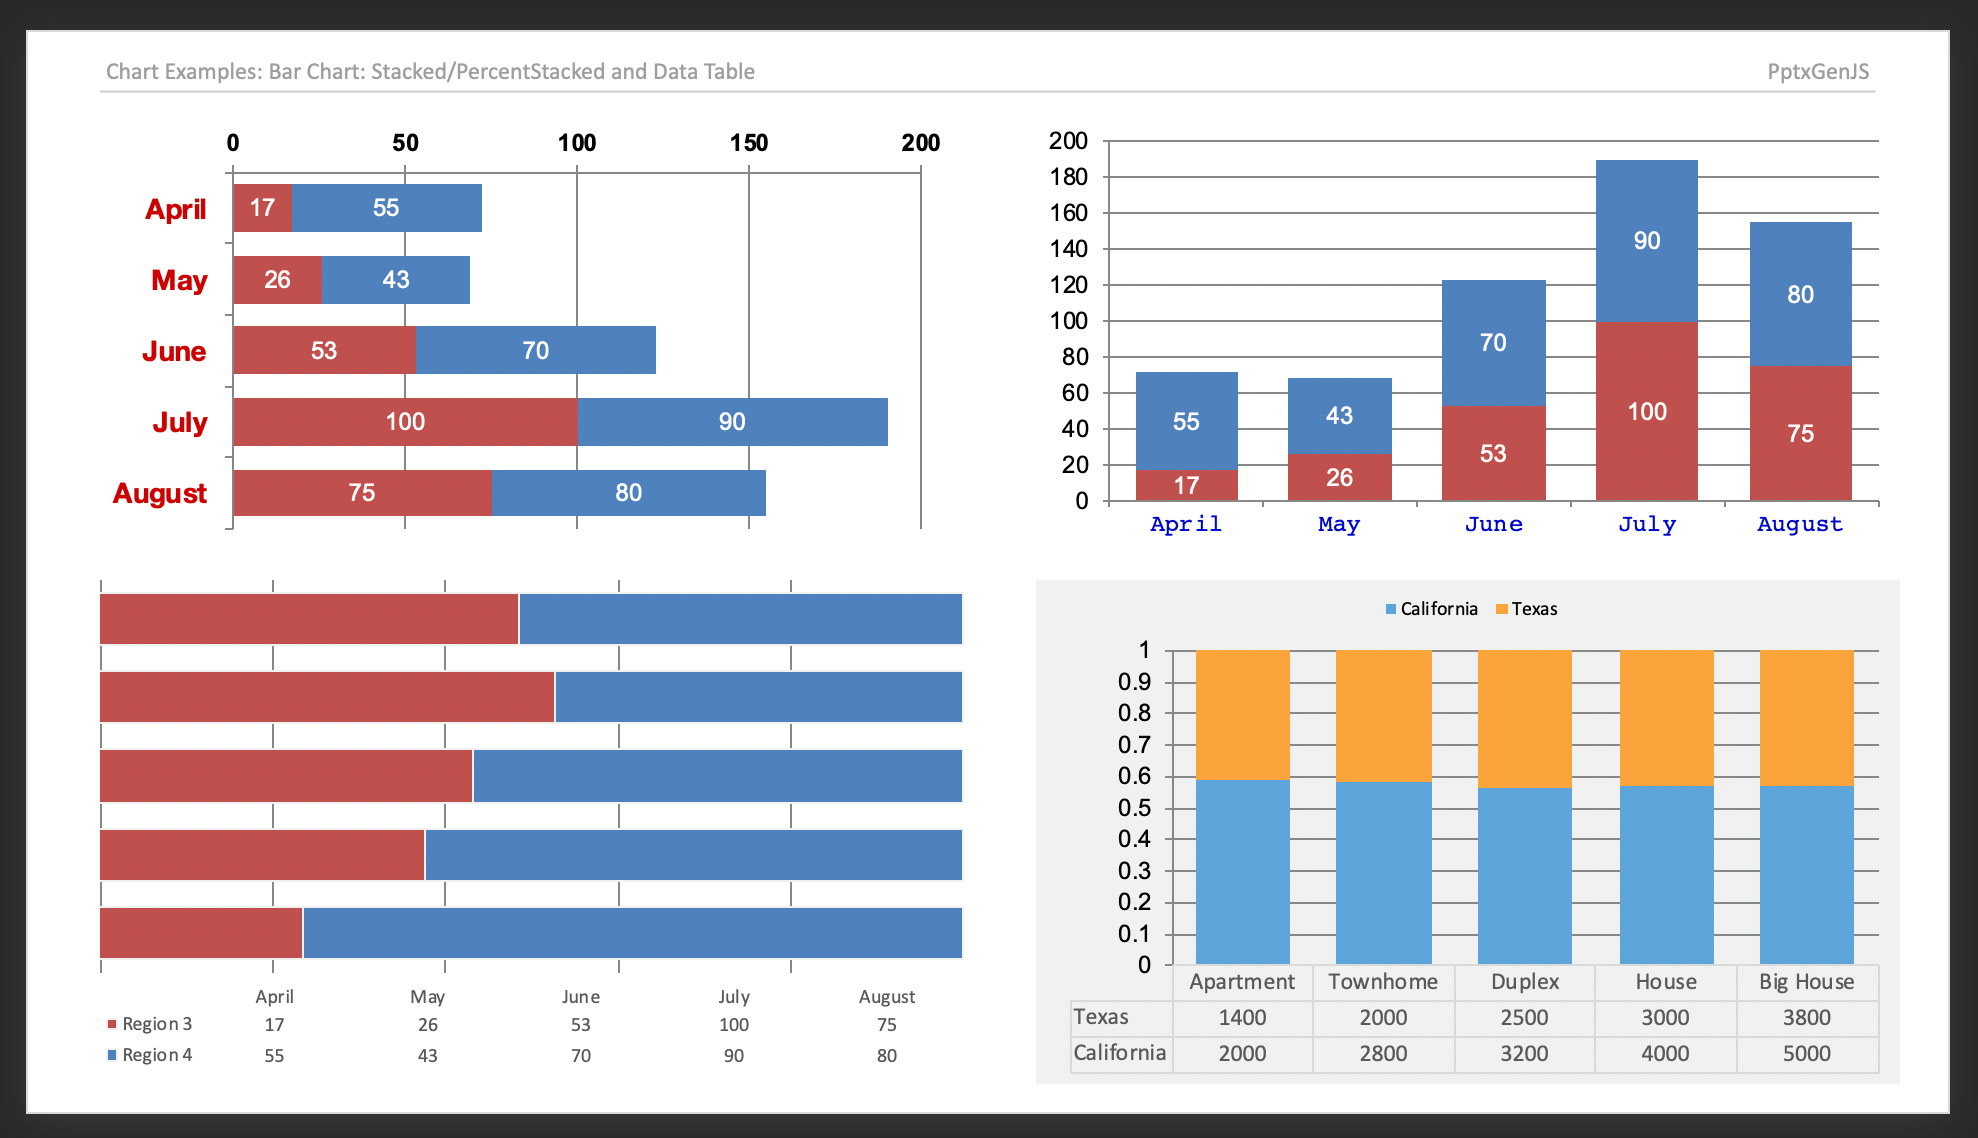 Chart Examples: Bar Chart: Stacked/PercentStacked and Data Table PptxGenJS
0 50 100 150 200
April 17 55
May 26 43
June 53 70
July 100 90
August 75 80
200
180
160
140
120
100
80
60
40
20
0
55 43 70 90 80
17 26 53 100 75
April May June July August
April May June July August
Region 3 17 26 53 100 75
Region 4 55 43 70 90 80
California Texas
1
0.9
0.8
0.7
0.6
0.5
0.4
0.3
0.2
0.1
0
Apartment Townhome Duplex House Big House
Texas 1400 2000 2500 3000 3800
California 2000 2800 3200 4000 5000